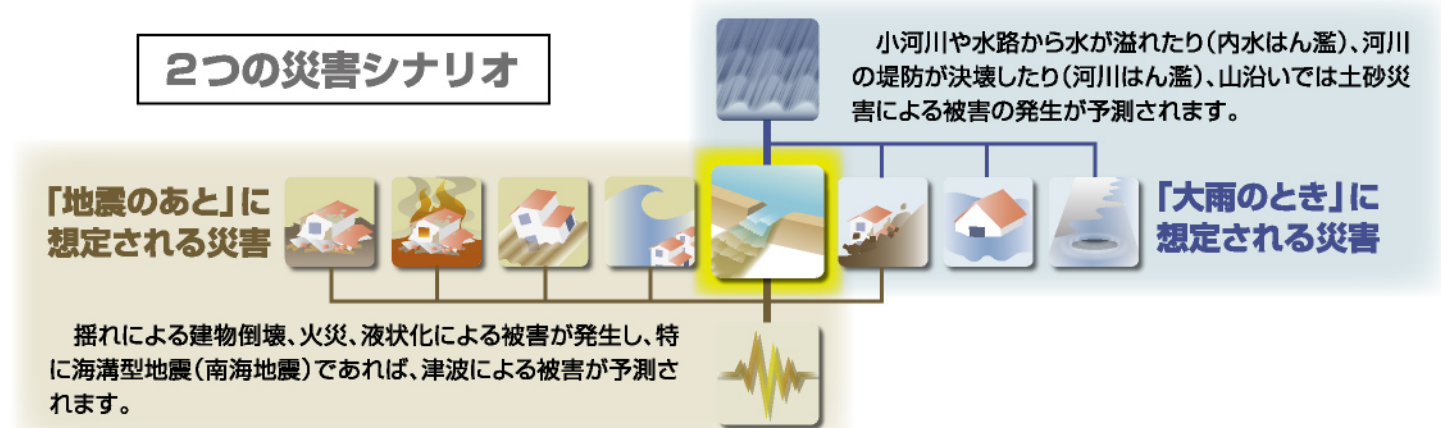 2つの災害シナリオ
小河川や水路から水が溢れたり(内水はん濫)、河川
の堤防が決壊したり(河川はん濫)、山沿いでは土砂災
害による被害の発生が予測されます。
「地震のあと」に
想定される災害
「大雨のとき」に
想定される災害
揺れによる建物倒壊、火災、液状化による被害が発生し、特
に海溝型地震(南海地震)であれば、津波による被害が予測さ
れます。